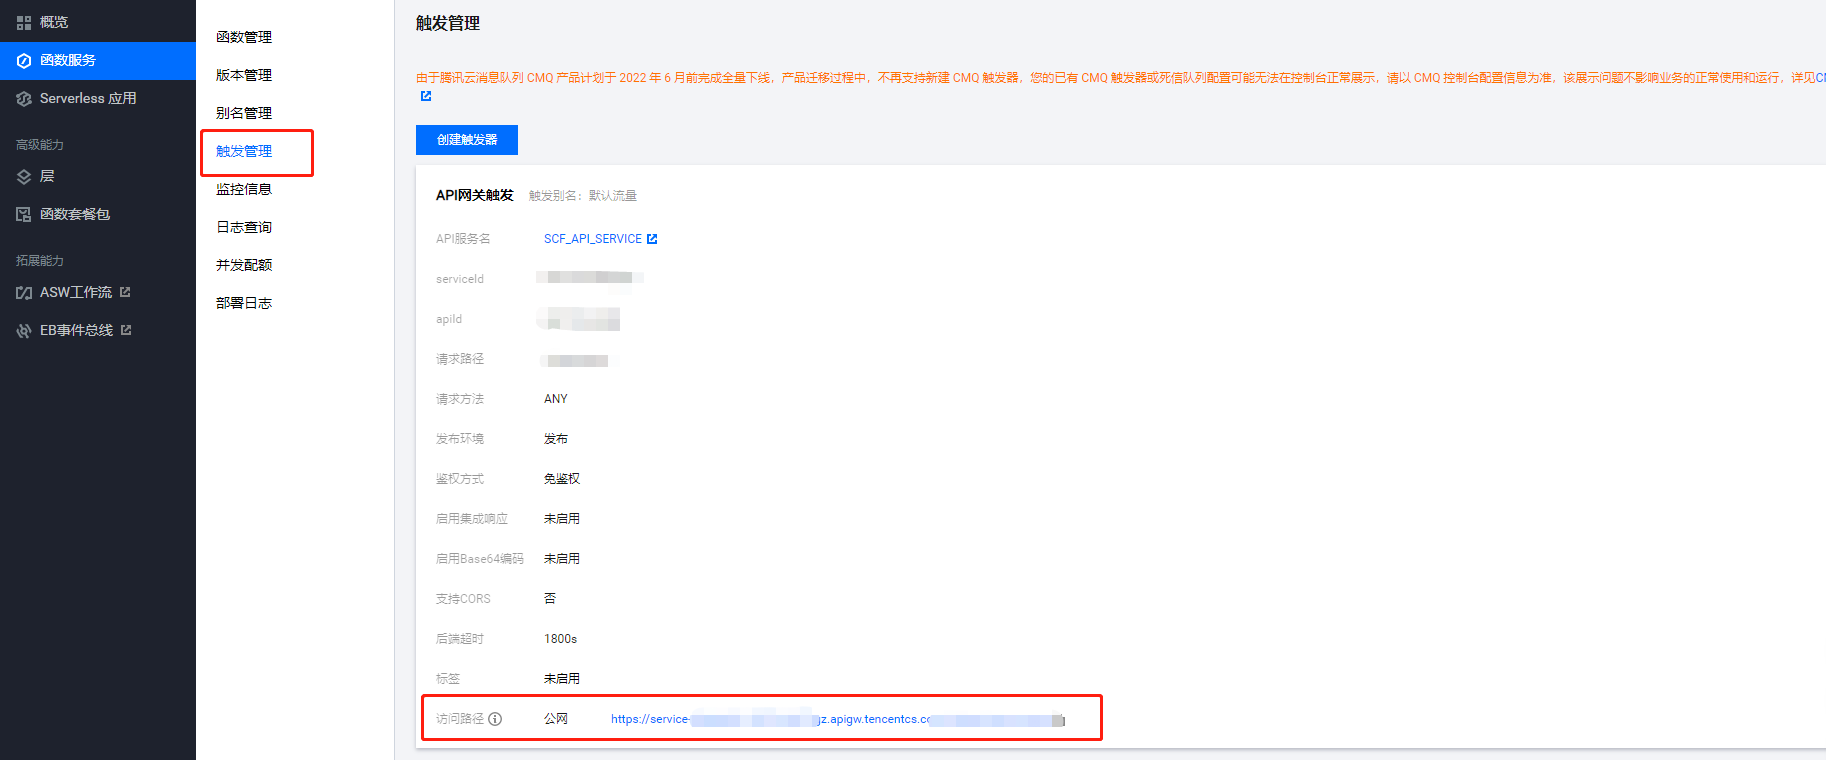 概览
函数服务
Serverless 应用
高级能力
层
函数套餐包
拓展能力
ASW工作流
EB事件总线
函数管理
版本管理
别名管理
触发管理
监控信息
日志查询
并发配额
部署日志
触发管理
由于腾讯云消息队列 CMQ 产品计划于 2022 年 6 月前完成全量下线，产品迁移过程中，不再支持新建 CMQ 触发器，您的已有 CMQ 触发器或死信队列配置可能无法在控制台正常展示，请以 CMQ 控制台配置信息为准，该展示问题不影响业务的正常使用和运行，详见
创建触发器
API网关触发 触发别名：默认流量
API服务名 SCF_API_SERVICE
serviceId
apiId
请求路径
请求方法 ANY
发布环境 发布
鉴权方式 免鉴权
启用集成响应 未启用
启用Base64编码 未启用
支持CORS 否
后端超时 1800s
标签 未启用
访问路径 公网 https://service- gz.apigw.tencentcs.co